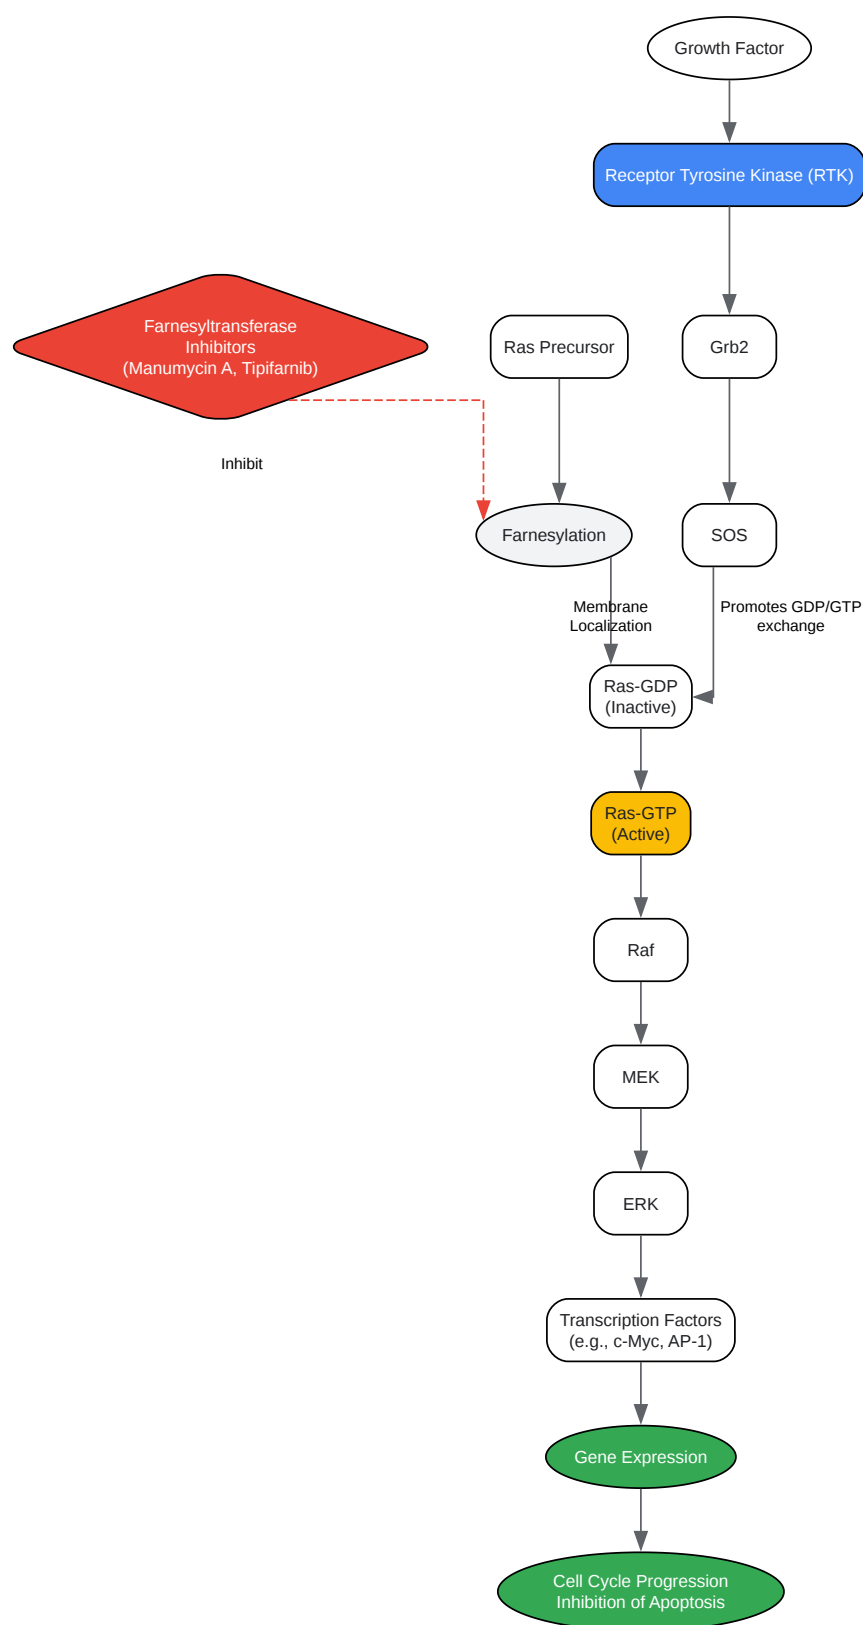 Growth Factor
Receptor Tyrosine Kinase (RTK)
Farnesyltransferase
Inhibitors
(Manumycin A, Tipifarnib)
Ras Precursor
Grb2
Inhibit
Farnesylation
SOS
Membrane
Localization
Promotes GDP/GTP
exchange
Ras-GDP
(Inactive)
Ras-GTP
(Active)
Raf
MEK
ERK
Transcription Factors
(e.g., c-Myc, AP-1)
Gene Expression
Cell Cycle Progression
Inhibition of Apoptosis